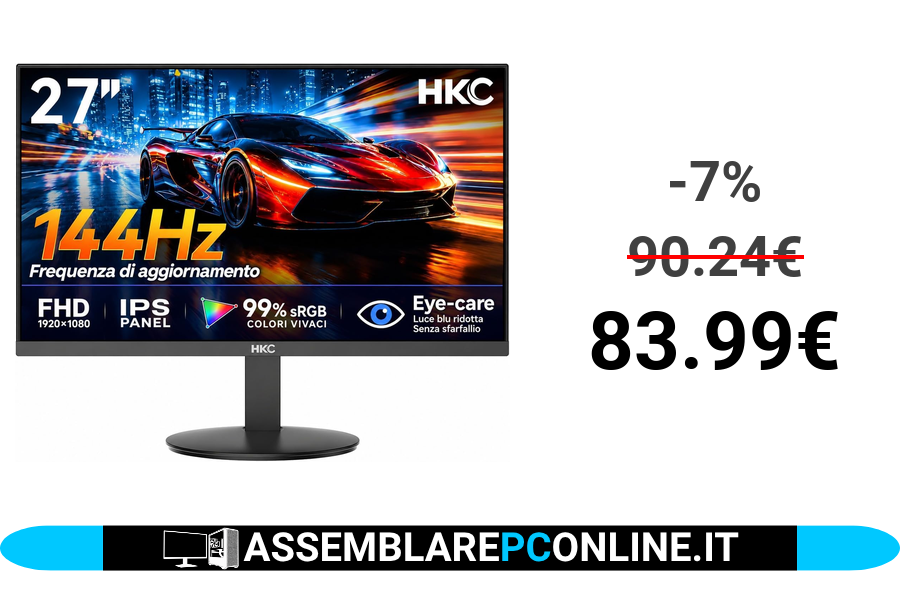 27"
HKC
144Hz
Frequenza di aggiornamento
FHD
1920×1080
IPS
PANEL
99% sRGB
COLORI VIVACI
Eye-care
Luce blu ridotta
Senza sfarfallio
HKC
-7%
90.24€
83.99€
ASSEMBLAREPCONLINE.IT